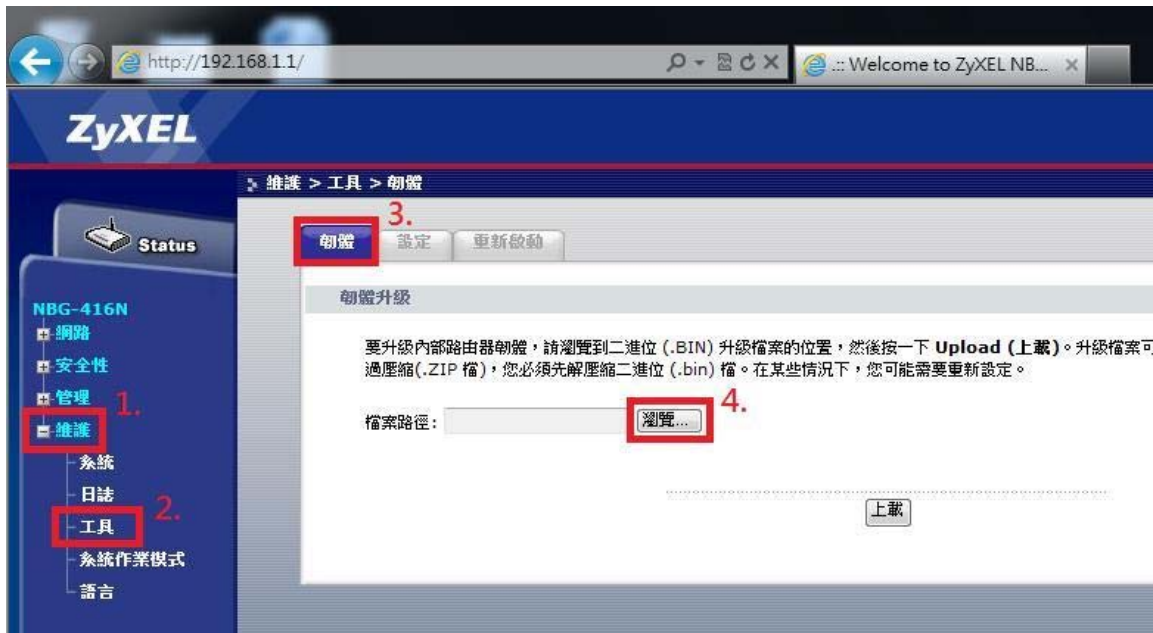 http://192.168.1.1/
.:: Welcome to ZyXEL NB...
ZyXEL
維護 > 工具 > 韌體
Status
3.
韌體
設定
重新啟動
韌體升級
NBG-416N
網路
安全性
管理
1.
維護
系統
日誌
2.
工具
系統作業模式
語言
要升級內部路由器韌體，請瀏覽到二進位 (.BIN) 升級檔案的位置，然後按一下 Upload (上載)。升級檔案可
過壓縮(.ZIP 檔)，您必須先解壓縮二進位 (.bin) 檔。在某些情況下，您可能需要重新設定。
4.
檔案路徑:
瀏覽...
上載